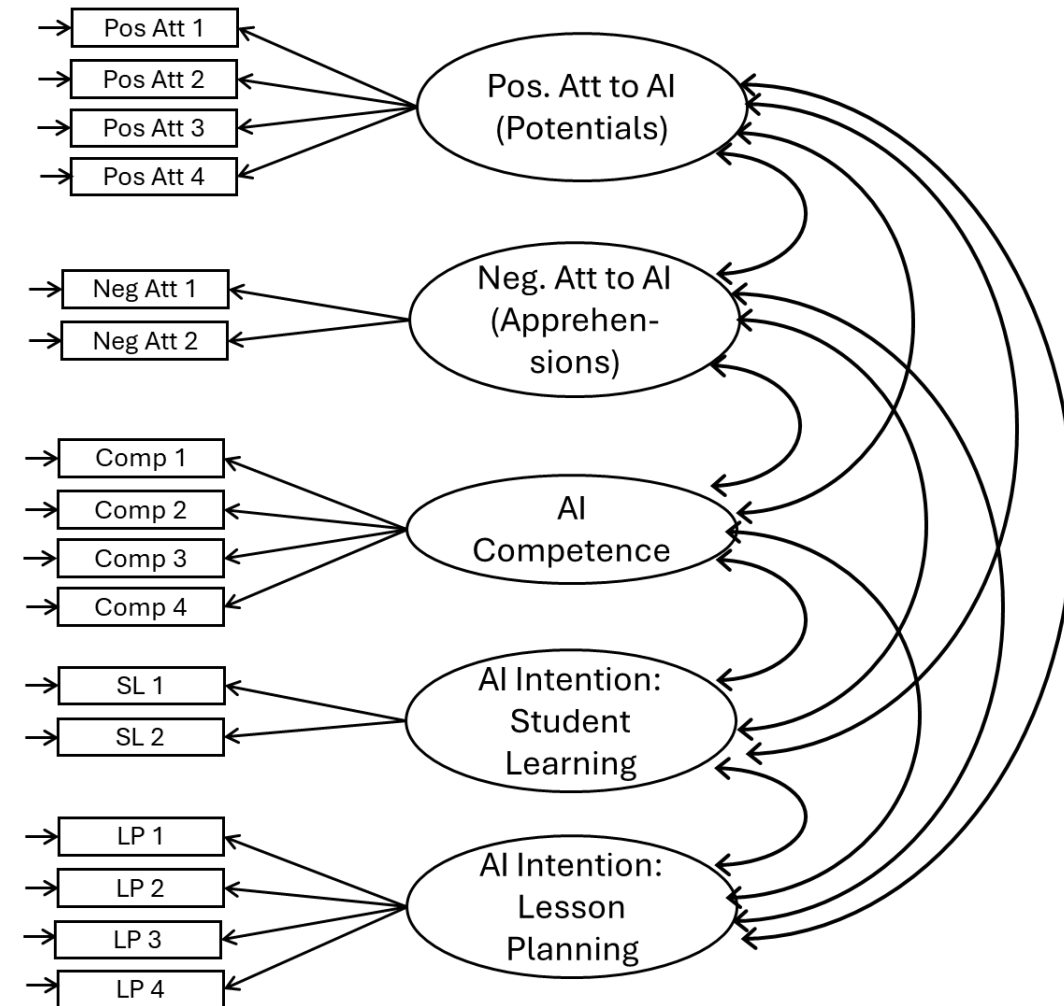 Pos Att 1
Pos Att 2
Pos Att 3
Pos Att 4
Pos. Att to AI
(Potentials)
Neg Att 1
Neg Att 2
Neg. Att to AI
(Apprehen-
sions)
Comp 1
Comp 2
Comp 3
Comp 4
AI
Competence
SL 1
SL 2
AI Intention:
Student
Learning
LP 1
LP 2
LP 3
LP 4
AI Intention:
Lesson
Planning